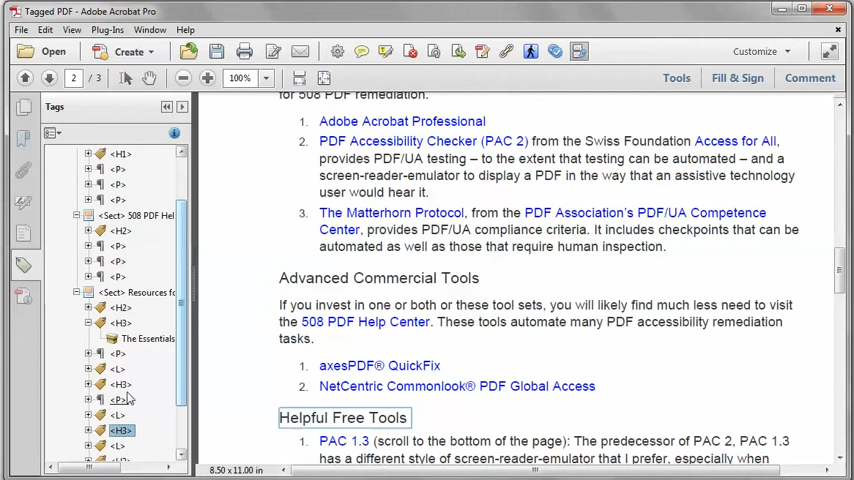 Tagged PDF - Adobe Acrobat Pro
File Edit View Plug-Ins Window Help
Open Create Customize
2 / 3 100% Tools Fill & Sign Comment
Tags
<H1>
<P>
<P>
<P>
<Sect> 508 PDF Hel
<H2>
<P>
<P>
<P>
<Sect> Resources fo
<H2>
<H3>
The Essentials
<P>
<L>
<H3>
<P>
<L>
<H3>
<L>
for 508 PDF remediation.
1. Adobe Acrobat Professional
2. PDF Accessibility Checker (PAC 2) from the Swiss Foundation Access for All,
provides PDF/UA testing – to the extent that testing can be automated – and a
screen-reader-emulator to display a PDF in the way that an assistive technology
user would hear it.
3. The Matterhorn Protocol, from the PDF Association's PDF/UA Competence
Center, provides PDF/UA compliance criteria. It includes checkpoints that can be
automated as well as those that require human inspection.
Advanced Commercial Tools
If you invest in one or both or these tool sets, you will likely find much less need to visit
the 508 PDF Help Center. These tools automate many PDF accessibility remediation
tasks.
1. axesPDF® QuickFix
2. NetCentric Commonlook® PDF Global Access
Helpful Free Tools
1. PAC 1.3 (scroll to the bottom of the page): The predecessor of PAC 2, PAC 1.3
has a different style of screen-reader-emulator that I prefer, especially when
8.50 x 11.00 in